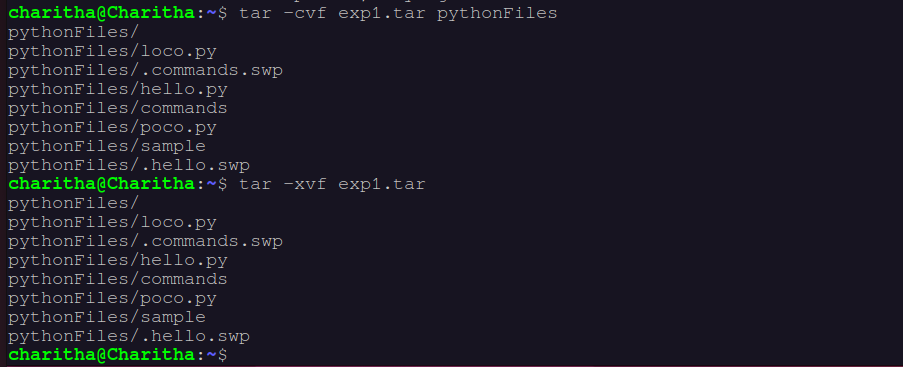 charitha@Charitha:~$ tar -cvf exp1.tar pythonFiles
pythonFiles/
pythonFiles/loco.py
pythonFiles/.commands.swp
pythonFiles/hello.py
pythonFiles/commands
pythonFiles/poco.py
pythonFiles/sample
pythonFiles/.hello.swp
charitha@Charitha:~$ tar -xvf exp1.tar
pythonFiles/
pythonFiles/loco.py
pythonFiles/.commands.swp
pythonFiles/hello.py
pythonFiles/commands
pythonFiles/poco.py
pythonFiles/sample
pythonFiles/.hello.swp
charitha@Charitha:~$